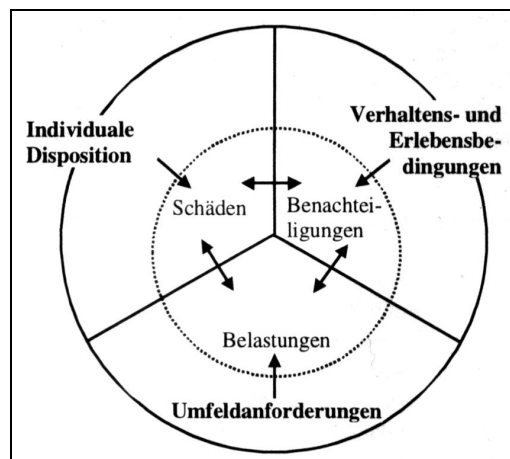 Individuale
Disposition
Verhaltens- und
Erlebensbe-
dingungen
Schäden
Benachtei-
ligungen
Belastungen
Umfeldanforderungen